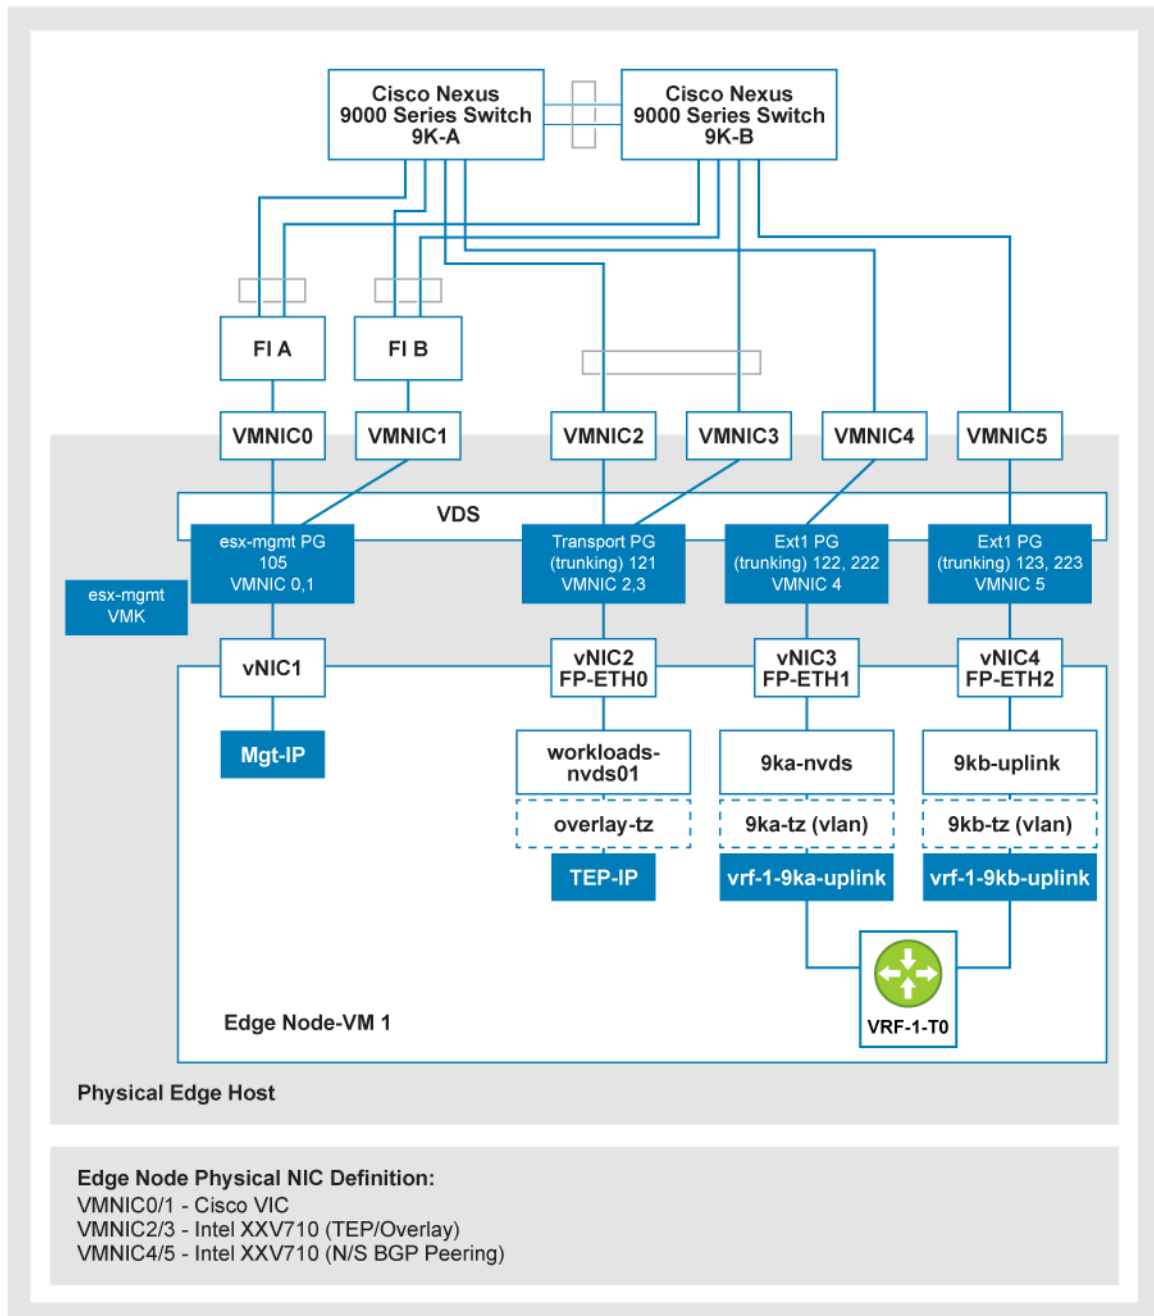 Cisco Nexus
9000 Series Switch
9K-A
Cisco Nexus
9000 Series Switch
9K-B
FI A
FI B
VMNIC0
VMNIC1
VMNIC2
VMNIC3
VMNIC4
VMNIC5
VDS
esx-mgmt PG
105
VMNIC 0,1
Transport PG
(trunking) 121
VMNIC 2,3
Ext1 PG
(trunking) 122, 222
VMNIC 4
Ext1 PG
(trunking) 123, 223
VMNIC 5
esx-mgmt
VMK
vNIC1
vNIC2
FP-ETH0
vNIC3
FP-ETH1
vNIC4
FP-ETH2
Mgt-IP
workloads-
nvds01
9ka-nvds
9kb-uplink
overlay-tz
9ka-tz (vlan)
9kb-tz (vlan)
TEP-IP
vrf-1-9ka-uplink
vrf-1-9kb-uplink
VRF-1-T0
Edge Node-VM 1
Physical Edge Host
Edge Node Physical NIC Definition:
VMNIC0/1 - Cisco VIC
VMNIC2/3 - Intel XXV710 (TEP/Overlay)
VMNIC4/5 - Intel XXV710 (N/S BGP Peering)